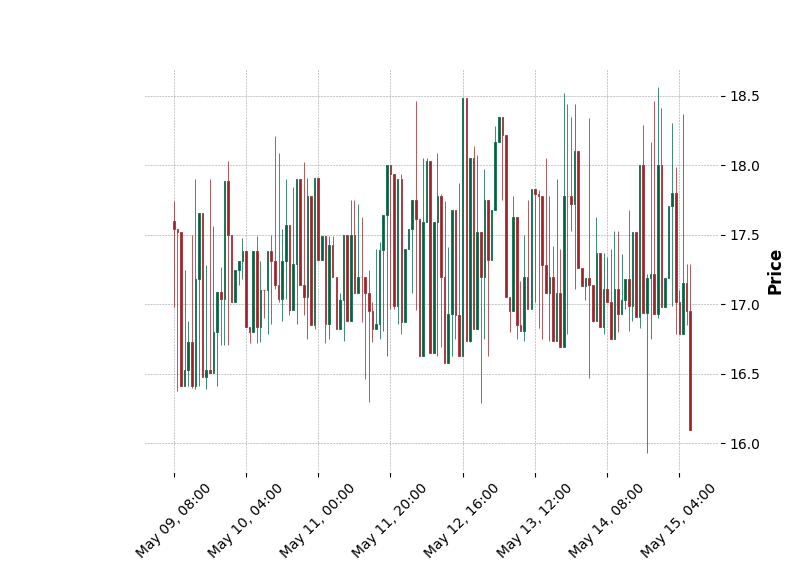 18.5
18.0
17.5
17.0
16.5
16.0
Price
May 09, 08:00
May 10, 04:00
May 11, 00:00
May 11, 20:00
May 12, 16:00
May 13, 12:00
May 14, 08:00
May 15, 04:00